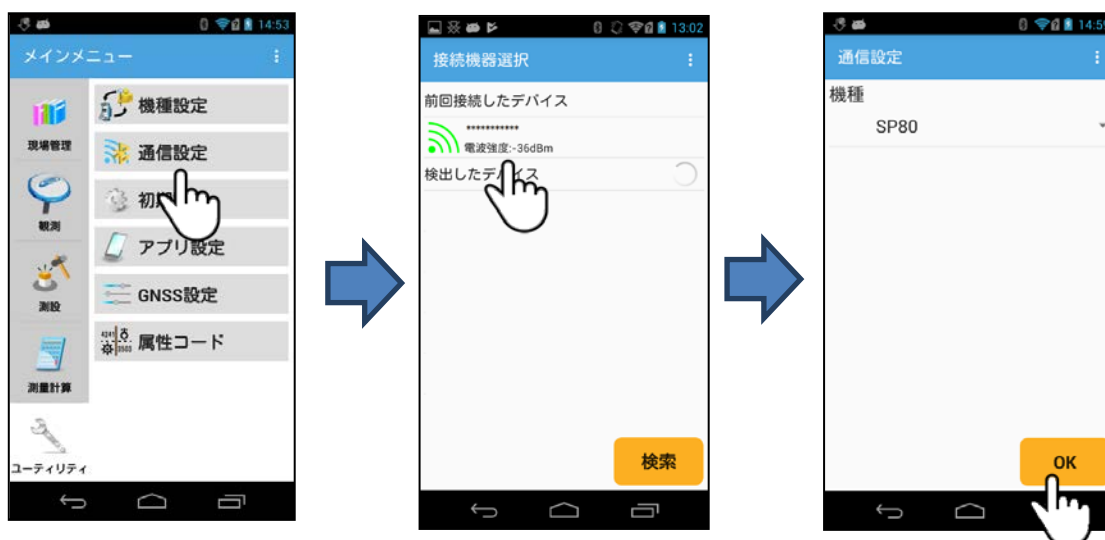 14:53
メインメニュー
現場管理
観測
測設
測量計算
ユーティリティ
機種設定
通信設定
アプリ設定
GNSS設定
属性コード
13:02
接続機器選択
前回接続したデバイス
***********
電波強度:-36dBm
検出したデバイス
検索
通信設定
機種
SP80
OK